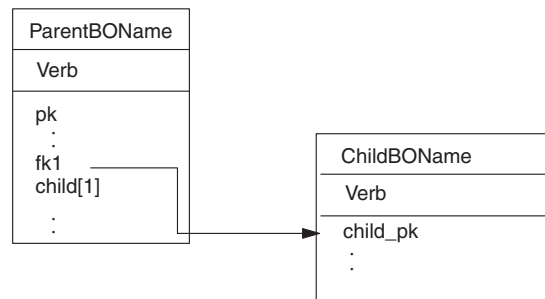 ParentBOName
Verb
pk
:
fk1
child[1]
:
ChildBOName
Verb
child_pk
: